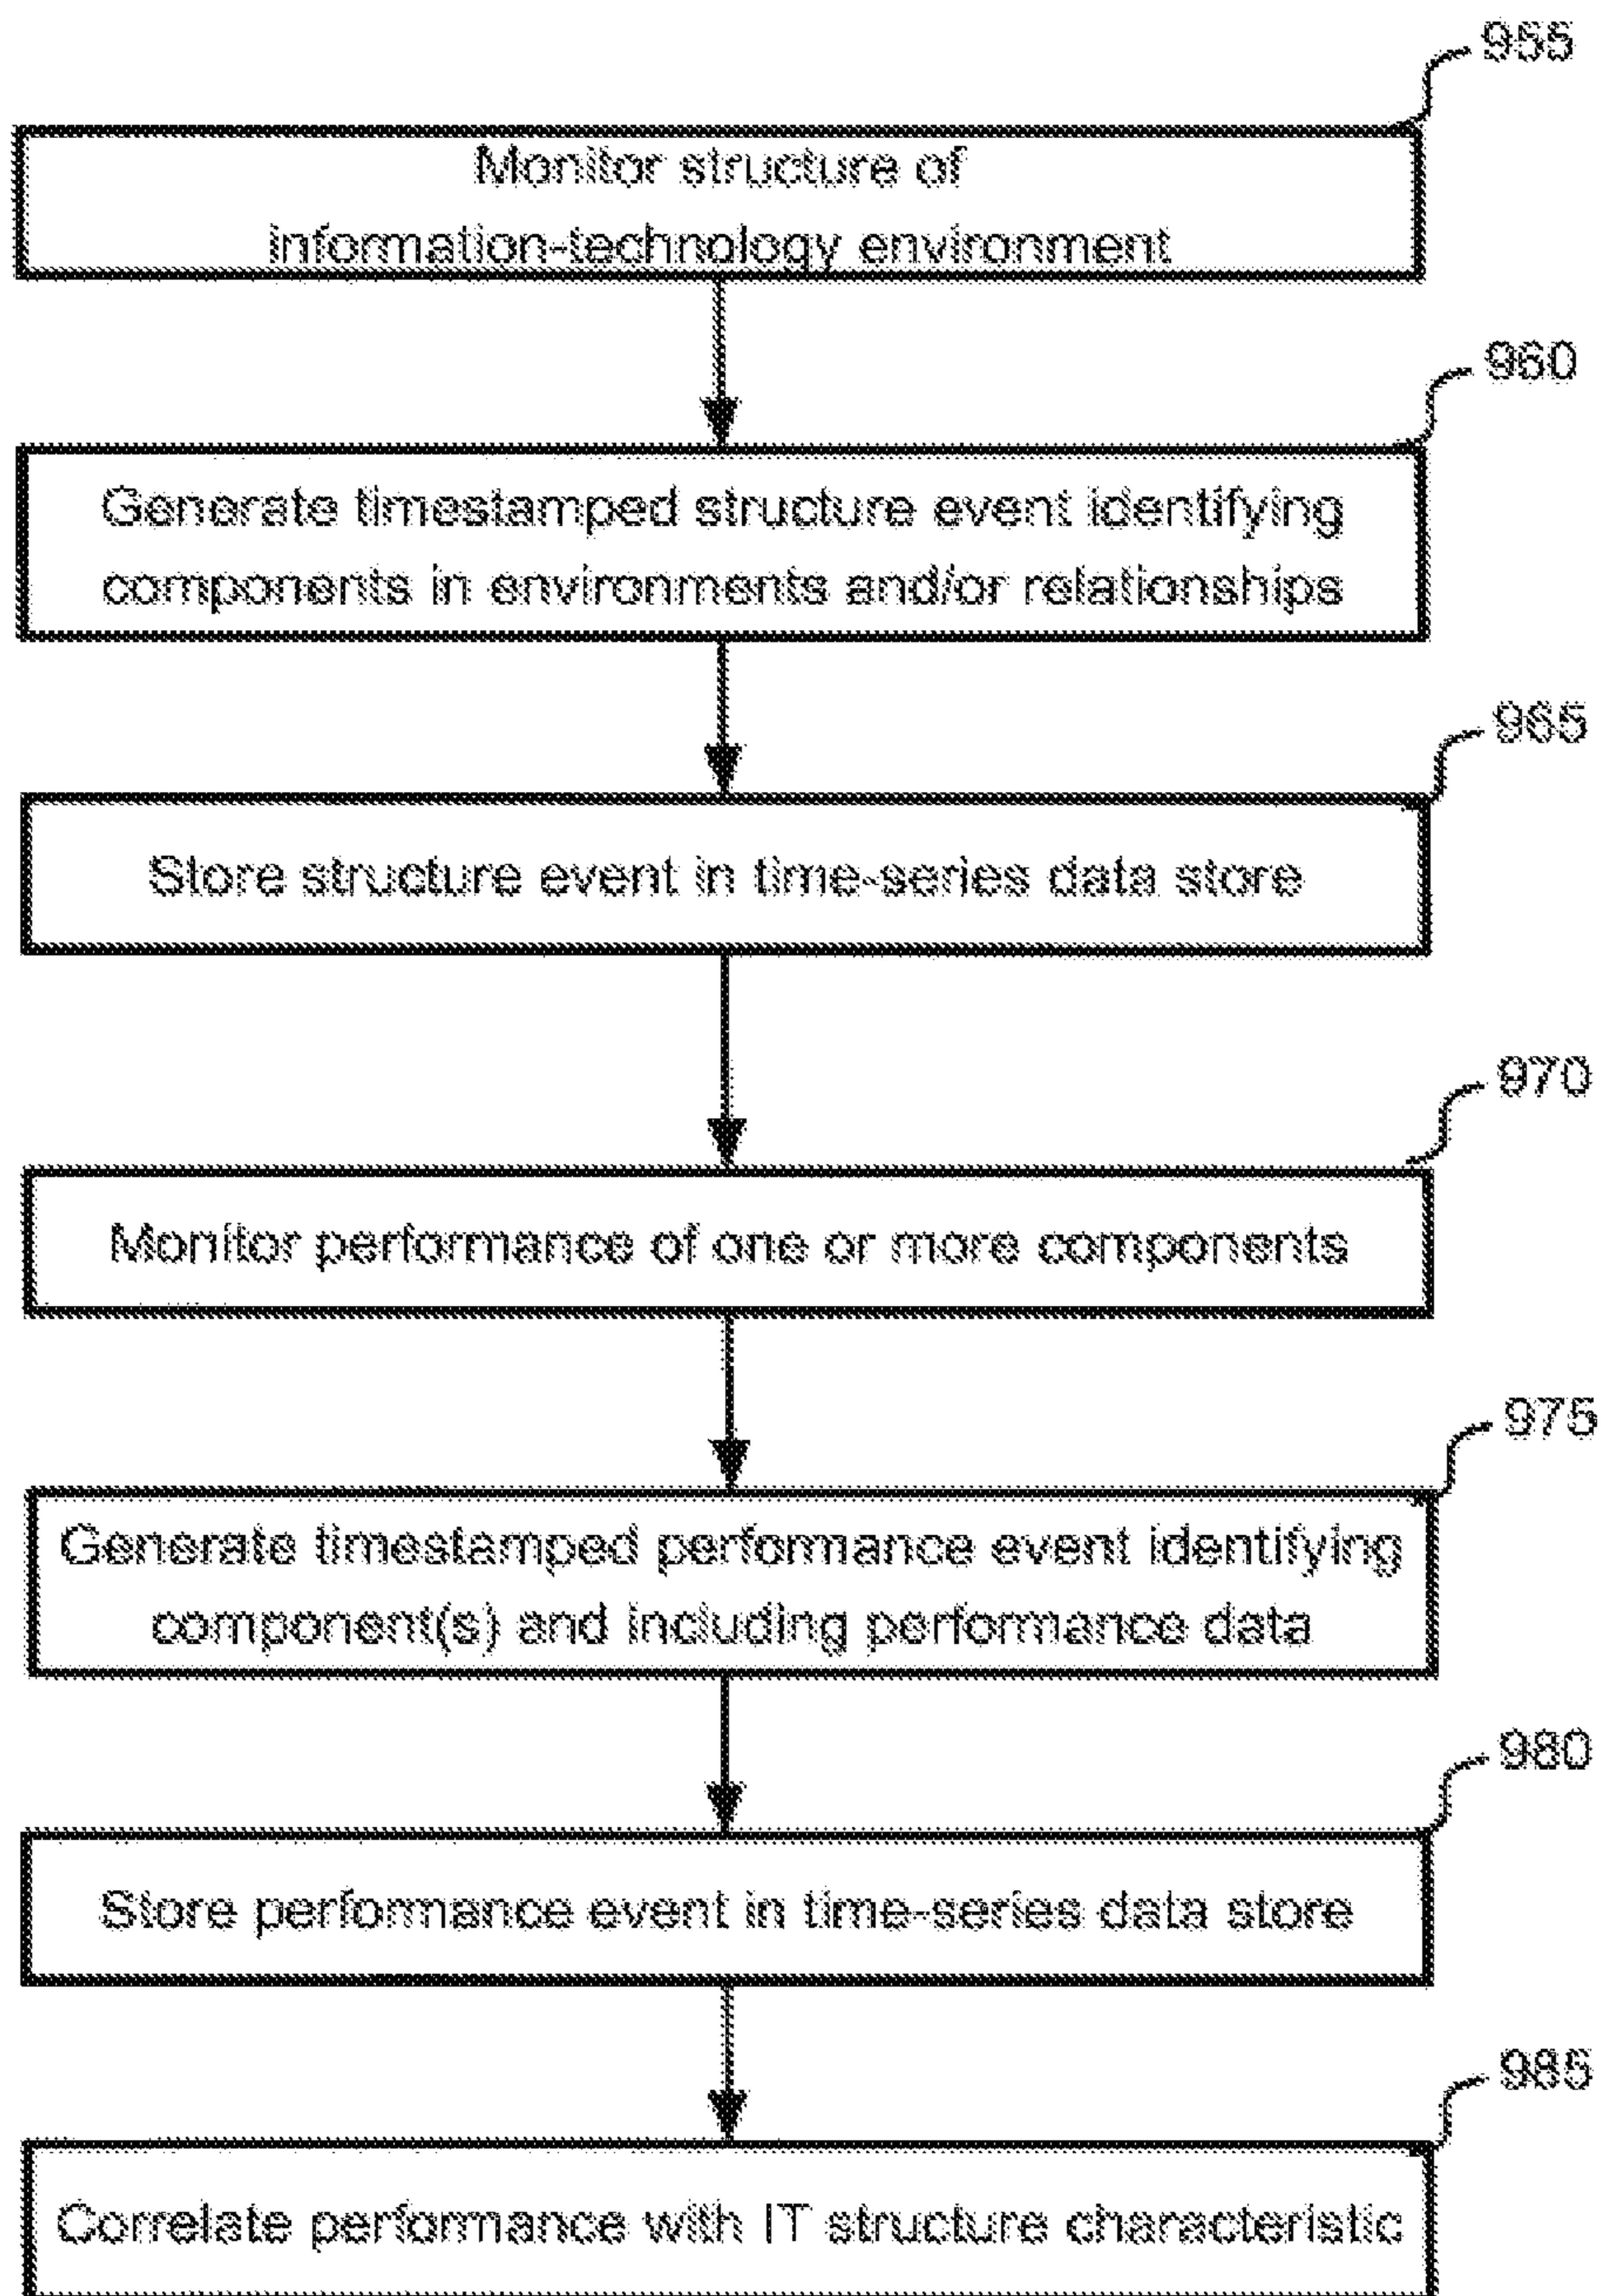 955
Monitor structure of
information-technology environment
960
Generate timestamped structure event identifying
components in environments and/or relationships
965
Store structure event in time-series data store
970
Monitor performance of one or more components
975
Generate timestamped performance event identifying
component(s) and including performance data
980
Store performance event in time-series data store
985
Correlate performance with IT structure characteristic